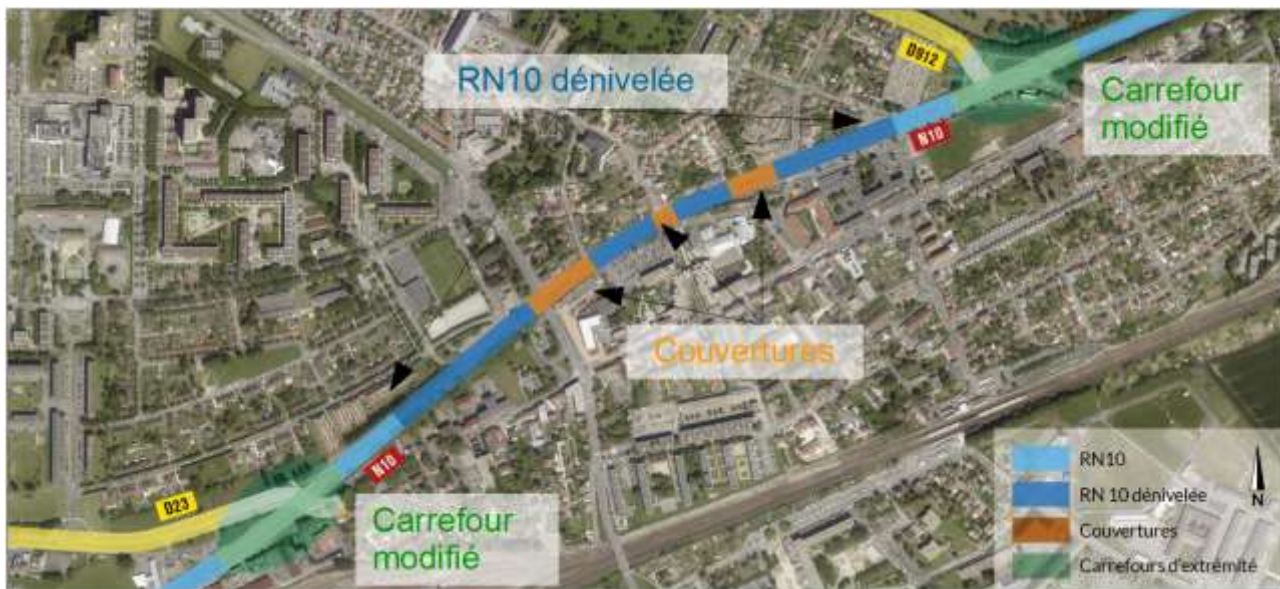 D912
RN10 dénivelée
Carrefour
modifié
N10
Couvertures
RN10
RN 10 dénivelée
Couvertures
Carrefours d'extrémité
N
N10
D23
Carrefour
modifié